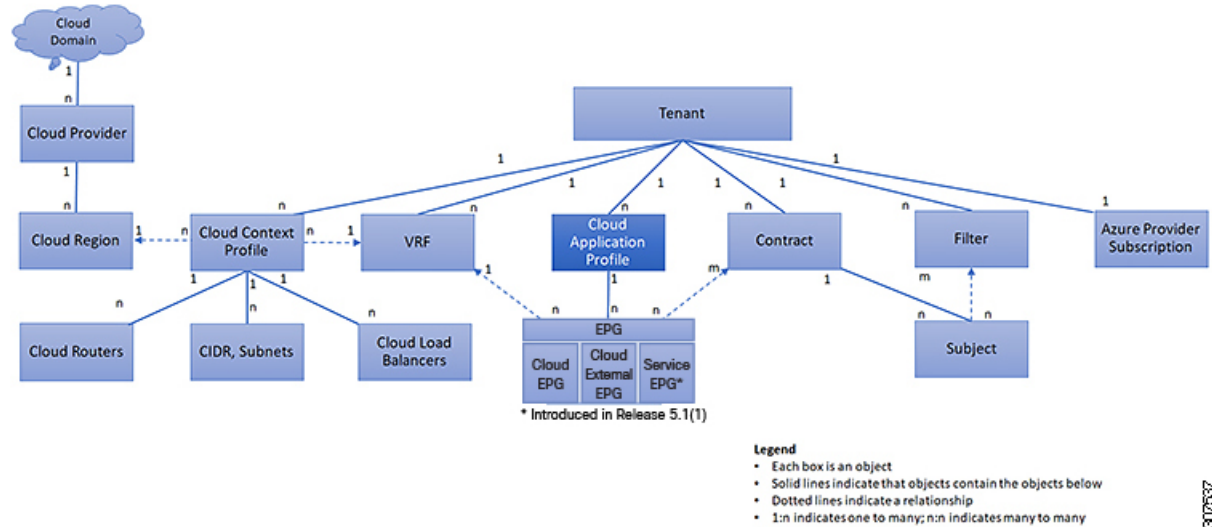 Cloud
Domain
1
n
Cloud Provider
1
n
Cloud Region
Tenant
1
1
1
1
1
1
1
n
n
n
n
n
1
Cloud Context
Profile
VRF
Cloud
Application
Profile
Contract
Filter
Azure Provider
Subscription
1
n
n
1
1
1
1
n
n
n
1
n
1
n
n
m
1
n
m
n
Cloud Routers
CIDR, Subnets
Cloud Load
Balancers
EPG
Cloud
EPG
Cloud
External
EPG
Service
EPG*
Subject
* Introduced in Release 5.1(1)
Legend
• Each box is an object
• Solid lines indicate that objects contain the objects below
• Dotted lines indicate a relationship
• 1:n indicates one to many; n:n indicates many to many
307537